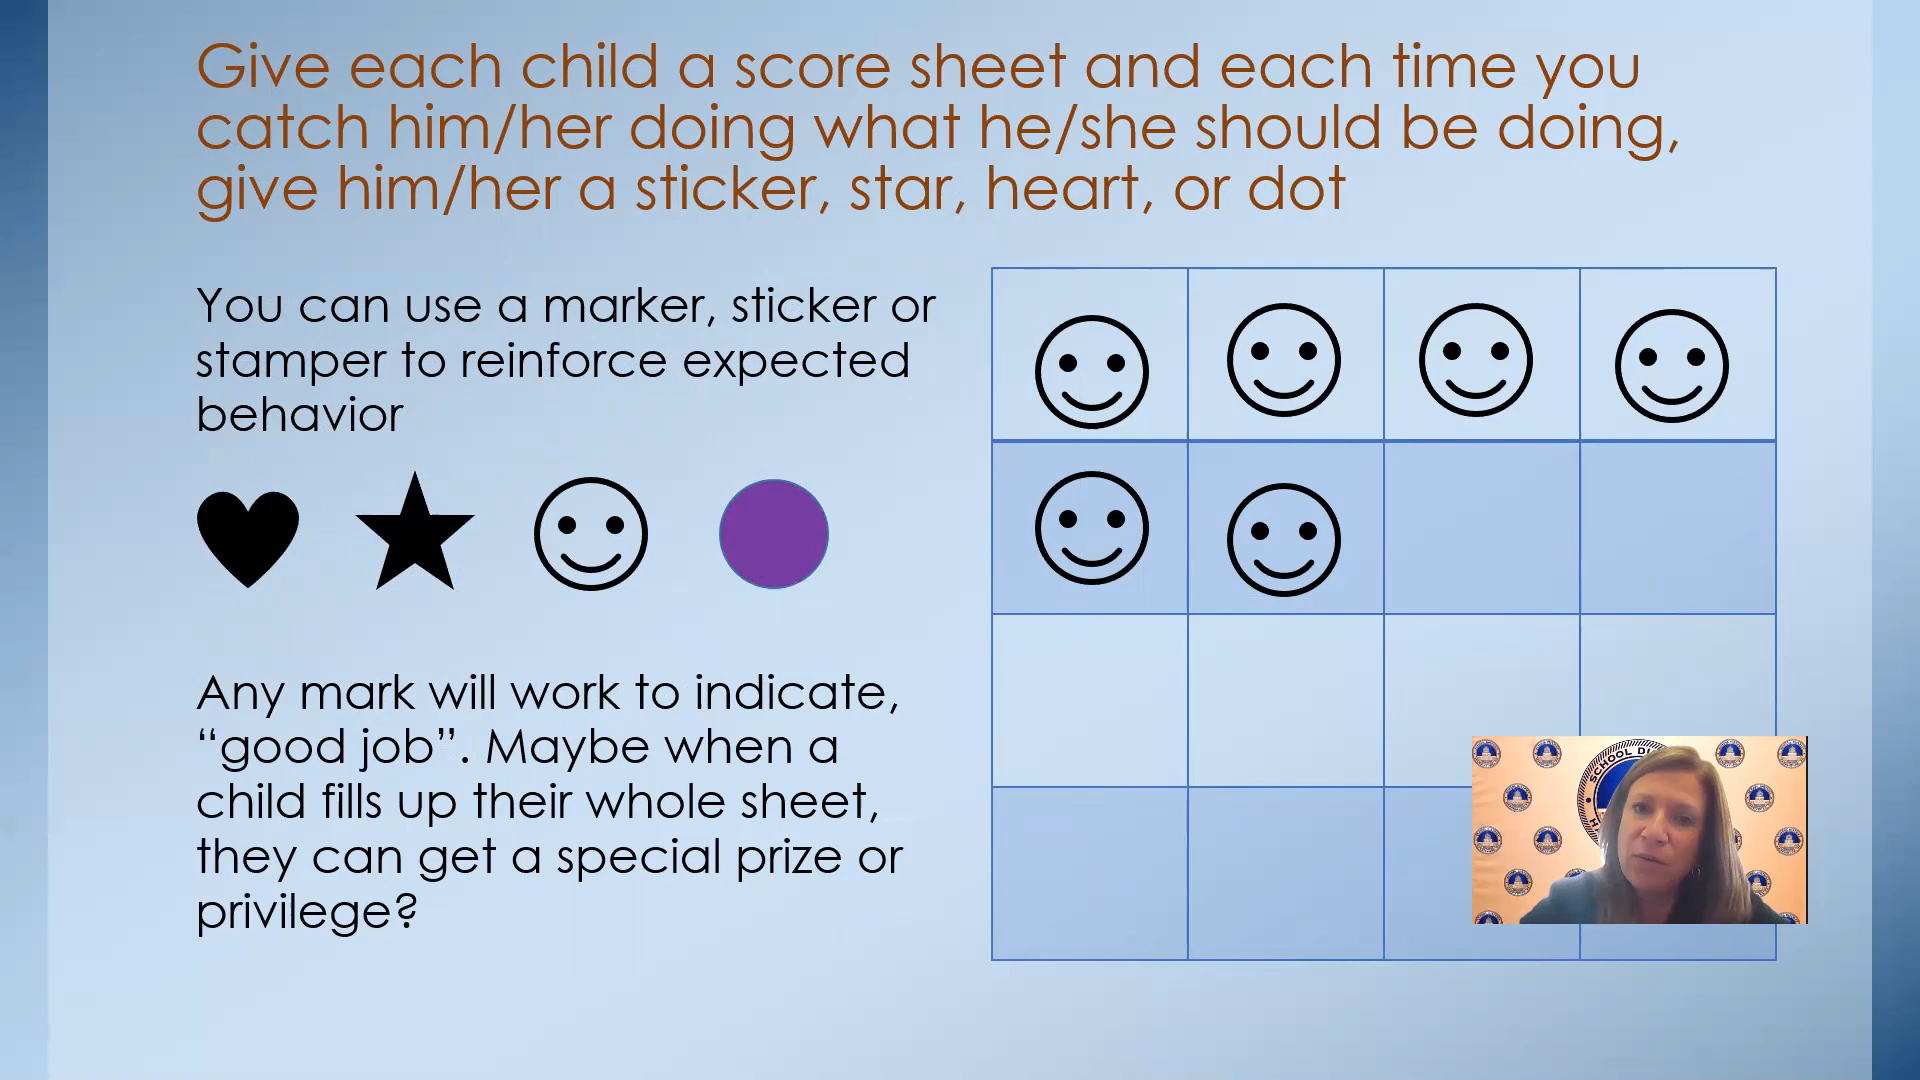 Give each child a score sheet and each time you
catch him/her doing what he/she should be doing,
give him/her a sticker, star, heart, or dot
You can use a marker, sticker or
stamper to reinforce expected
behavior
Any mark will work to indicate,
“good job”. Maybe when a
child fills up their whole sheet,
they can get a special prize or
privilege?
SCHOOL